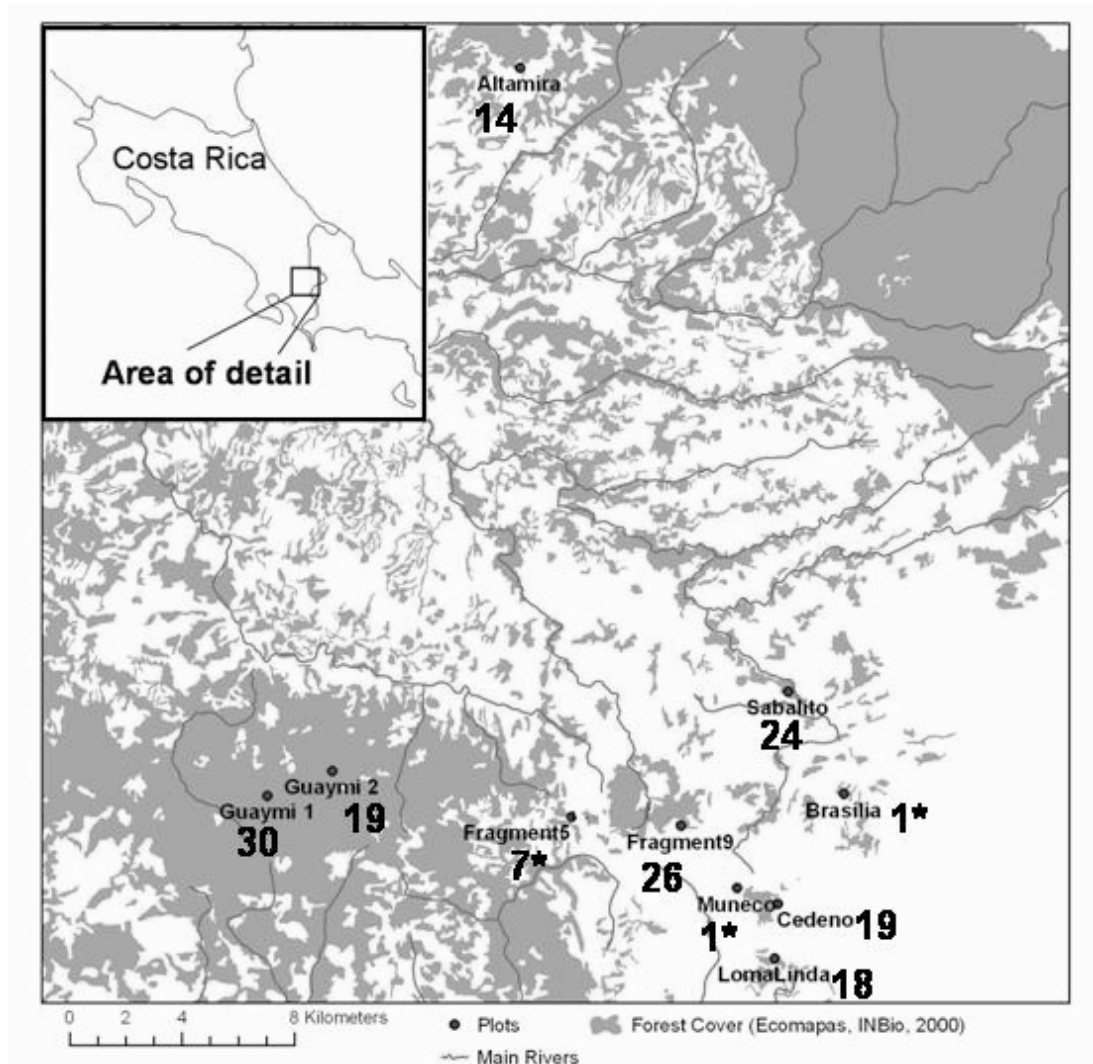 Costa Rica
Area of detail
Altamira
14
Sabalito
24
Guaymi 2
19
Guaymi 1
30
Brasilia
1*
Fragment5
7*
Fragment9
26
Muneco
1*
Cedeno
19
LomaLinda
18
0 2 4 8 Kilometers
Plots
Forest Cover (Ecomapas, INBio, 2000)
Main Rivers